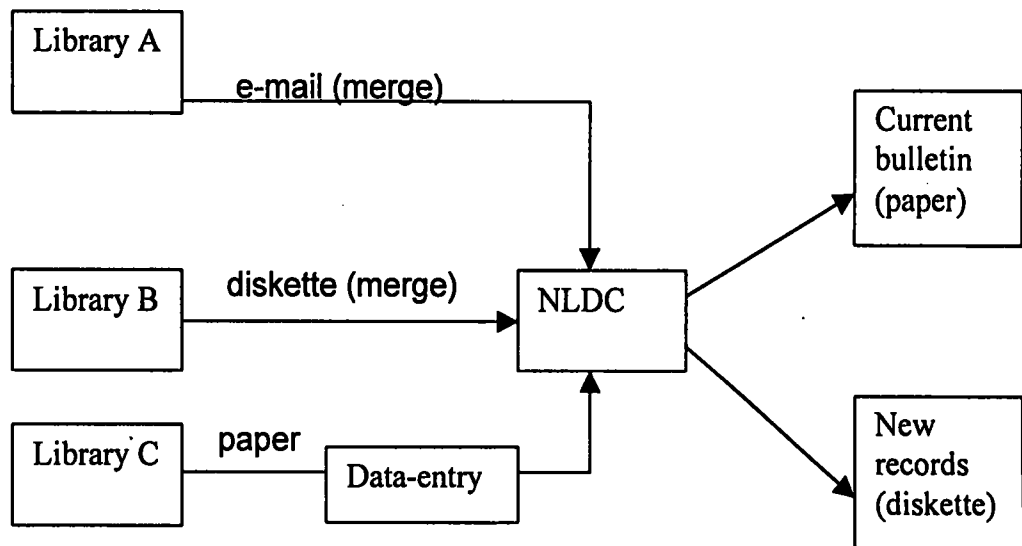 Library A
e-mail (merge)
Current
bulletin
(paper)
Library B
diskette (merge)
NLDC
Library C
paper
Data-entry
New
records
(diskette)